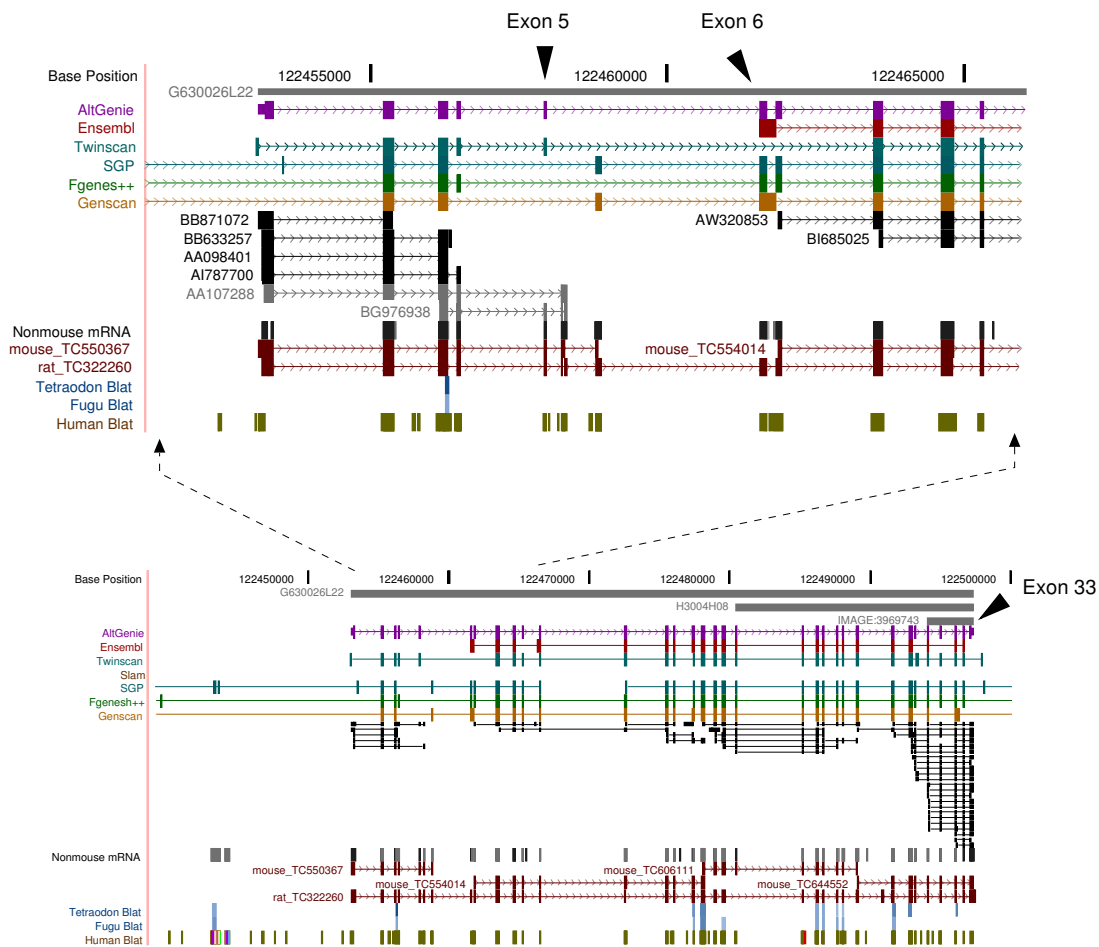 Exon 5
Exon 6
Base Position 122455000 122460000 122465000
G630026L22
AltGenie
Ensembl
Twinscan
SGP
Fgenes++
Genscan
BB871072 AW320853
BB633257 BI685025
AA098401
AI787700
AA107288
BG976938
Nonmouse mRNA
mouse_TC550367 mouse_TC554014
rat_TC322260
Tetraodon Blat
Fugu Blat
Human Blat
Base Position 122450000 122460000 122470000 122480000 122490000 122500000
Exon 33
G630026L22
H3004H08
IMAGE:3969743
AltGenie
Ensembl
Twinscan
Slam
SGP
Fgenesh++
Genscan
Nonmouse mRNA
mouse_TC550367 mouse_TC606111
mouse_TC554014 mouse_TC644552
rat_TC322260
Tetraodon Blat
Fugu Blat
Human Blat